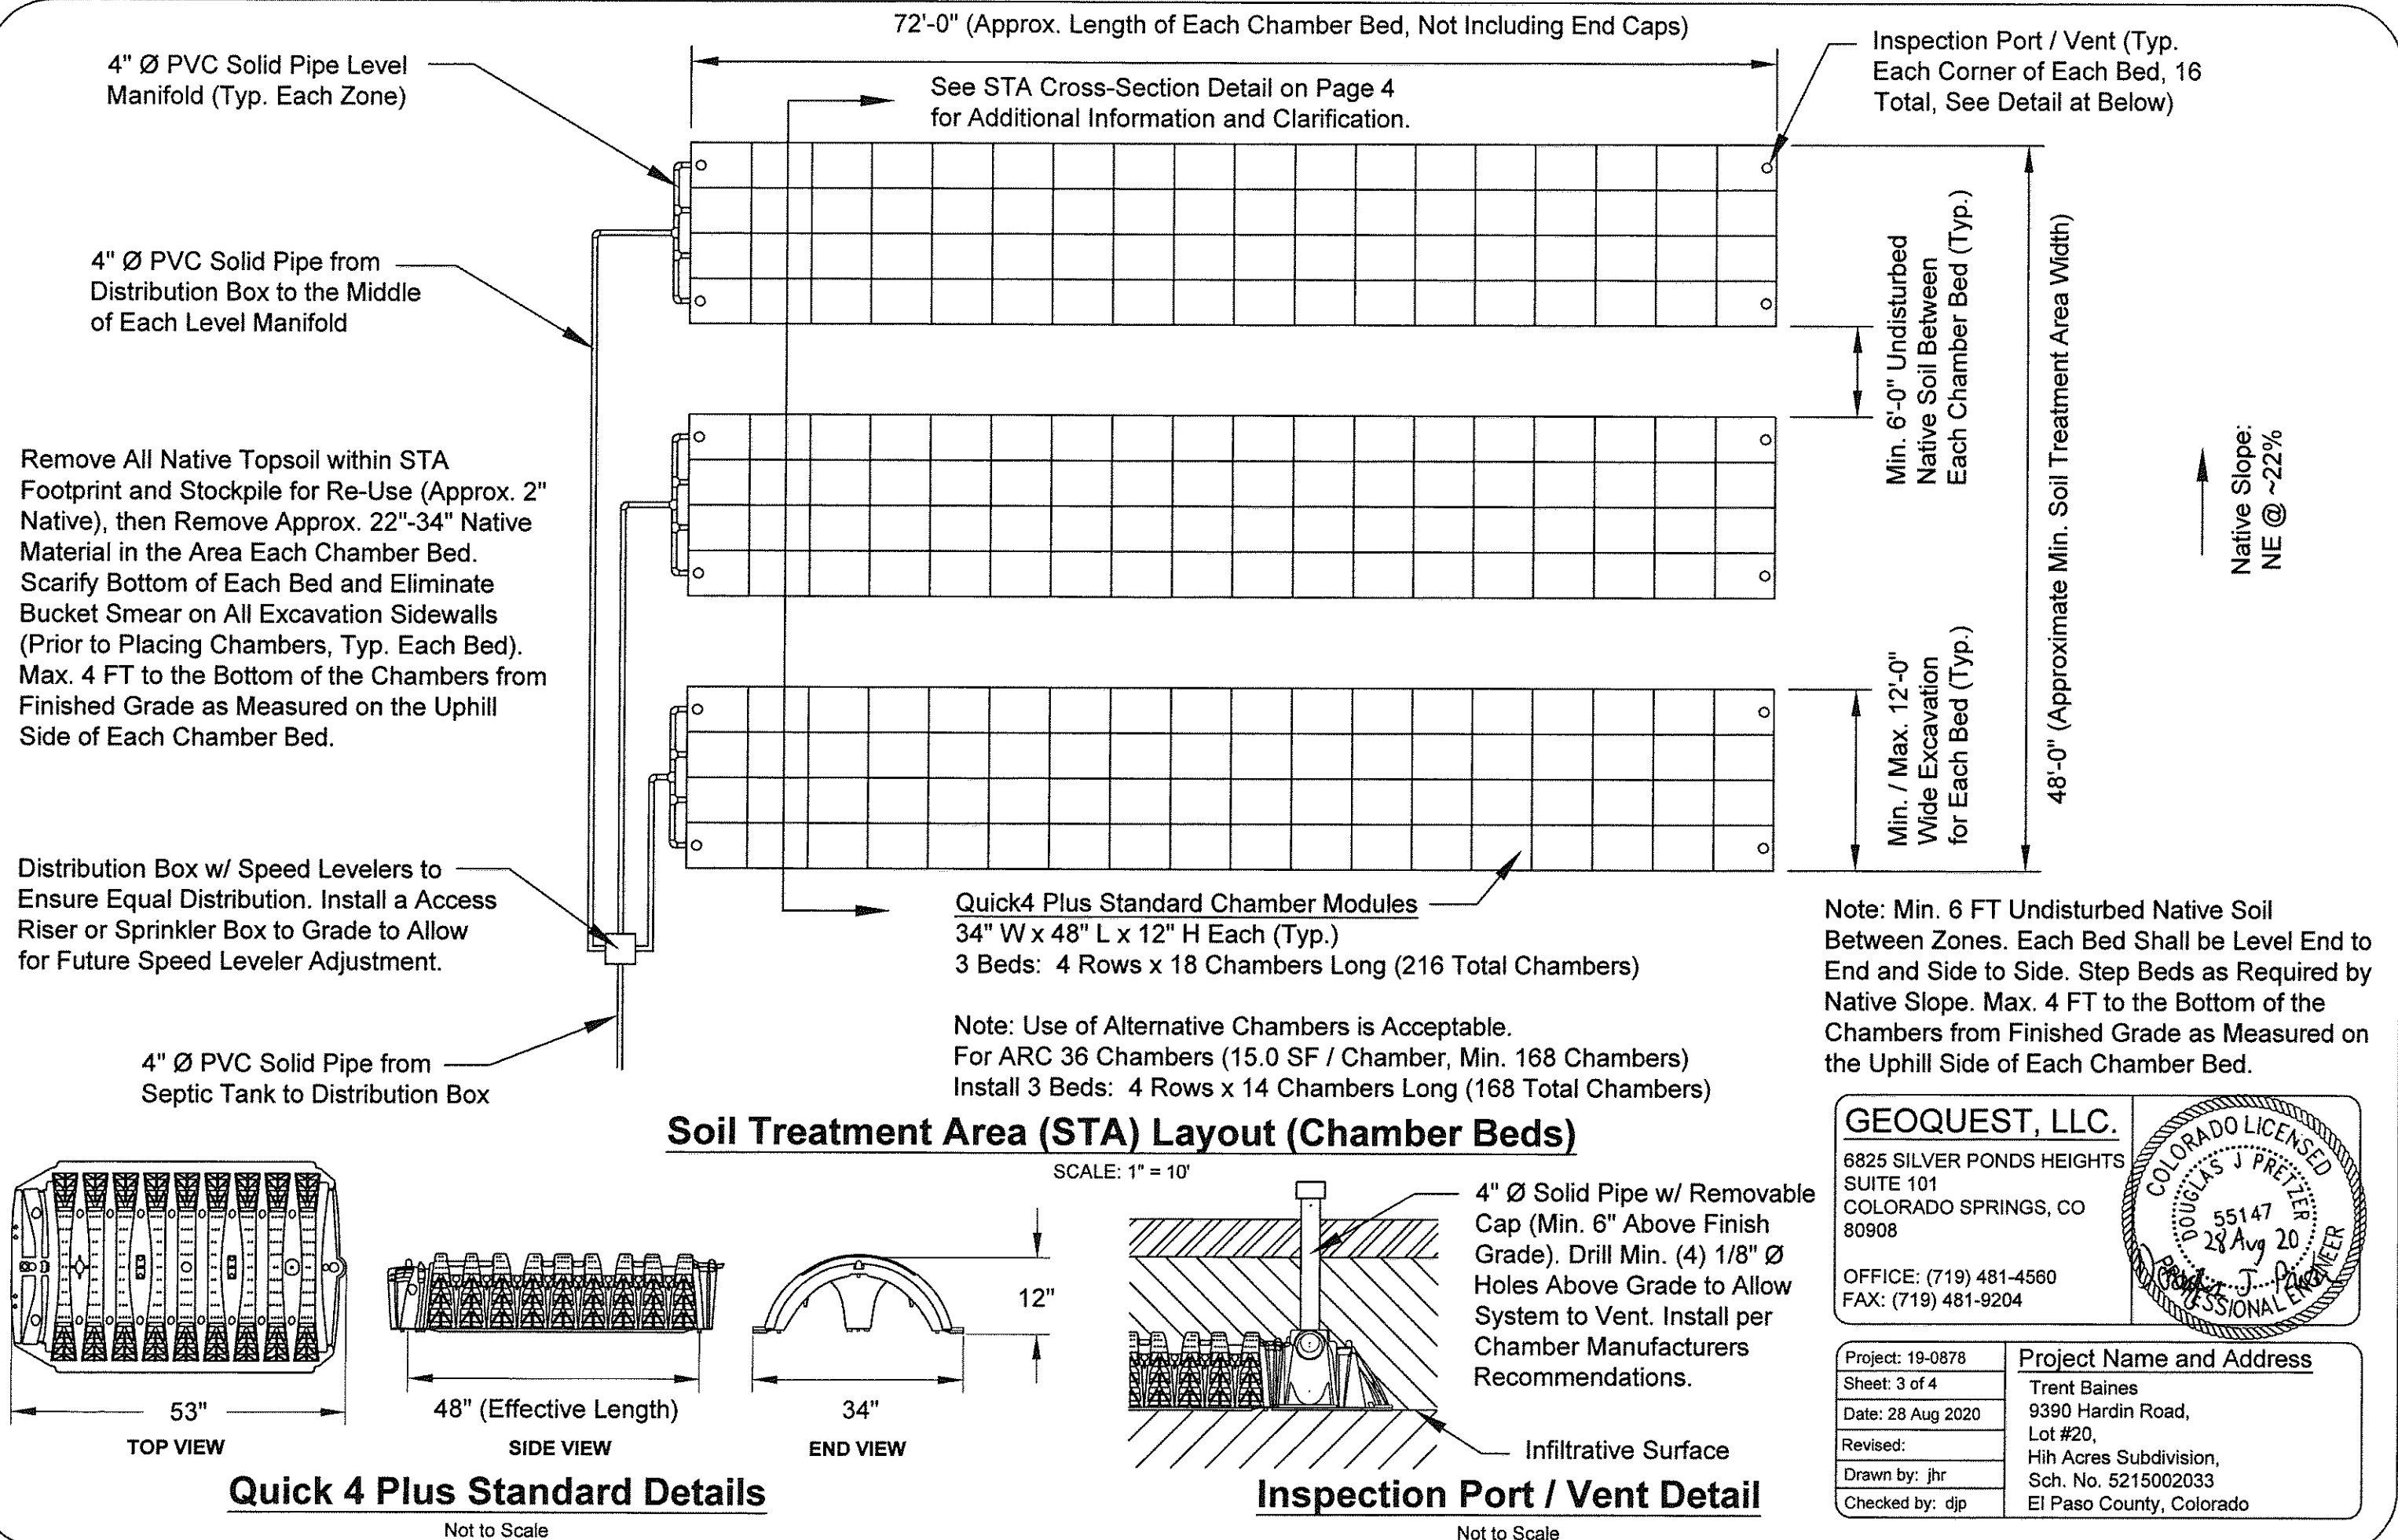 72'-0" (Approx. Length of Each Chamber Bed, Not Including End Caps)
4" Ø PVC Solid Pipe Level
Manifold (Typ. Each Zone)
See STA Cross-Section Detail on Page 4
for Additional Information and Clarification.
Inspection Port / Vent (Typ.
Each Corner of Each Bed, 16
Total, See Detail at Below)
4" Ø PVC Solid Pipe from
Distribution Box to the Middle
of Each Level Manifold
Min. 6'-0" Undisturbed
Native Soil Between
Each Chamber Bed (Typ.)
48'-0" (Approximate Min. Soil Treatment Area Width)
Native Slope:
NE @ ~22%
Remove All Native Topsoil within STA
Footprint and Stockpile for Re-Use (Approx. 2"
Native), then Remove Approx. 22"-34" Native
Material in the Area Each Chamber Bed.
Scarify Bottom of Each Bed and Eliminate
Bucket Smear on All Excavation Sidewalls
(Prior to Placing Chambers, Typ. Each Bed).
Max. 4 FT to the Bottom of the Chambers from
Finished Grade as Measured on the Uphill
Side of Each Chamber Bed.
Min. / Max. 12'-0"
Wide Excavation
for Each Bed (Typ.)
Distribution Box w/ Speed Levelers to
Ensure Equal Distribution. Install a Access
Riser or Sprinkler Box to Grade to Allow
for Future Speed Leveler Adjustment.
Quick4 Plus Standard Chamber Modules
34" W x 48" L x 12" H Each (Typ.)
3 Beds: 4 Rows x 18 Chambers Long (216 Total Chambers)
Note: Use of Alternative Chambers is Acceptable.
For ARC 36 Chambers (15.0 SF / Chamber, Min. 168 Chambers)
Install 3 Beds: 4 Rows x 14 Chambers Long (168 Total Chambers)
Note: Min. 6 FT Undisturbed Native Soil
Between Zones. Each Bed Shall be Level End to
End and Side to Side. Step Beds as Required by
Native Slope. Max. 4 FT to the Bottom of the
Chambers from Finished Grade as Measured on
the Uphill Side of Each Chamber Bed.
4" Ø PVC Solid Pipe from
Septic Tank to Distribution Box
Soil Treatment Area (STA) Layout (Chamber Beds)
SCALE: 1" = 10'
53"
TOP VIEW
48" (Effective Length)
SIDE VIEW
12"
34"
END VIEW
Quick 4 Plus Standard Details
Not to Scale
4" Ø Solid Pipe w/ Removable
Cap (Min. 6" Above Finish
Grade). Drill Min. (4) 1/8" Ø
Holes Above Grade to Allow
System to Vent. Install per
Chamber Manufacturers
Recommendations.
Infiltrative Surface
Inspection Port / Vent Detail
Not to Scale
GEOQUEST, LLC.
6825 SILVER PONDS HEIGHTS
SUITE 101
COLORADO SPRINGS, CO
80908
OFFICE: (719) 481-4560
FAX: (719) 481-9204
COLORADO LICENSED
DOUGLAS J PRETZER
55147
28 Aug 20
PROFESSIONAL ENGINEER
Project: 19-0878
Sheet: 3 of 4
Date: 28 Aug 2020
Revised:
Drawn by: jhr
Checked by: djp
Project Name and Address
Trent Baines
9390 Hardin Road,
Lot #20,
Hih Acres Subdivision,
Sch. No. 5215002033
El Paso County, Colorado